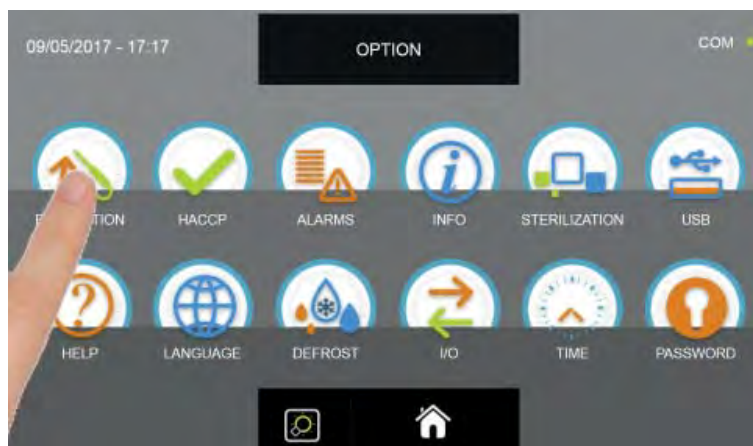 09/05/2017 - 17:17
OPTION
COM
HACCP
ALARMS
INFO
STERILIZATION
USB
HELP
LANGUAGE
DEFROST
I/O
TIME
PASSWORD